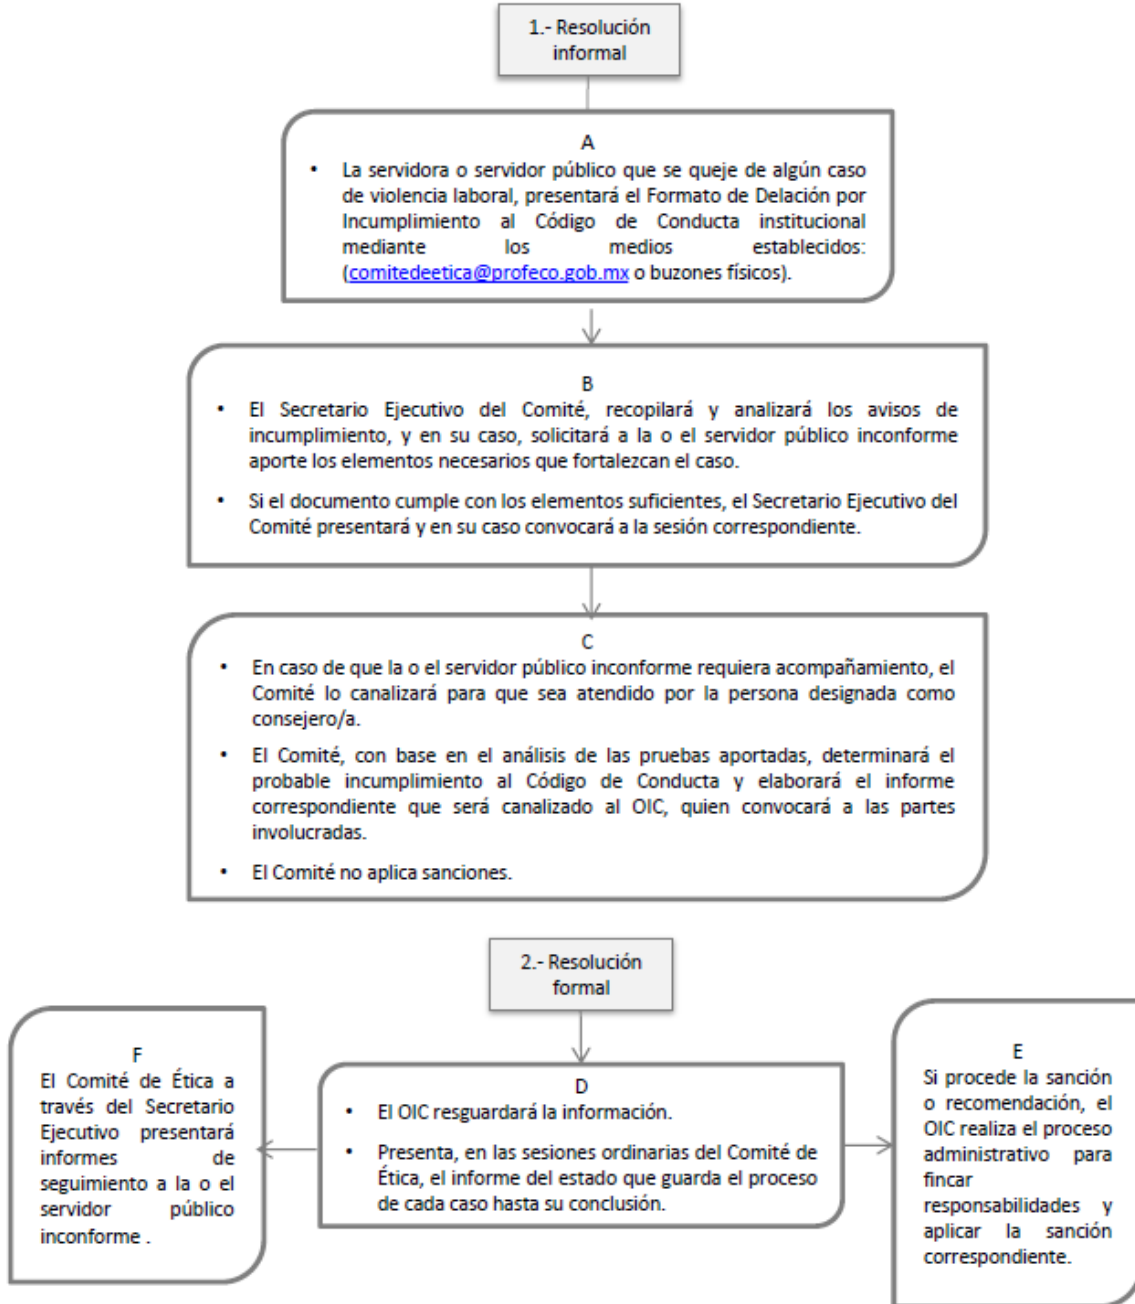 1.- Resolución
informal
A
• La servidora o servidor público que se queje de algún caso
de violencia laboral, presentará el Formato de Delación por
Incumplimiento al Código de Conducta institucional
mediante los medios establecidos:
(comitedeetica@profeco.gob.mx o buzones físicos).
B
• El Secretario Ejecutivo del Comité, recopilará y analizará los avisos de
incumplimiento, y en su caso, solicitará a la o el servidor público inconforme
aporte los elementos necesarios que fortalezcan el caso.
• Si el documento cumple con los elementos suficientes, el Secretario Ejecutivo del
Comité presentará y en su caso convocará a la sesión correspondiente.
C
• En caso de que la o el servidor público inconforme requiera acompañamiento, el
Comité lo canalizará para que sea atendido por la persona designada como
consejero/a.
• El Comité, con base en el análisis de las pruebas aportadas, determinará el
probable incumplimiento al Código de Conducta y elaborará el informe
correspondiente que será canalizado al OIC, quien convocará a las partes
involucradas.
• El Comité no aplica sanciones.
2.- Resolución
formal
F
El Comité de Ética a
través del Secretario
Ejecutivo presentará
informes de
seguimiento a la o el
servidor público
inconforme .
D
• El OIC resguardará la información.
• Presenta, en las sesiones ordinarias del Comité de
Ética, el informe del estado que guarda el proceso
de cada caso hasta su conclusión.
E
Si procede la sanción
o recomendación, el
OIC realiza el proceso
administrativo para
fincar
responsabilidades y
aplicar la sanción
correspondiente.